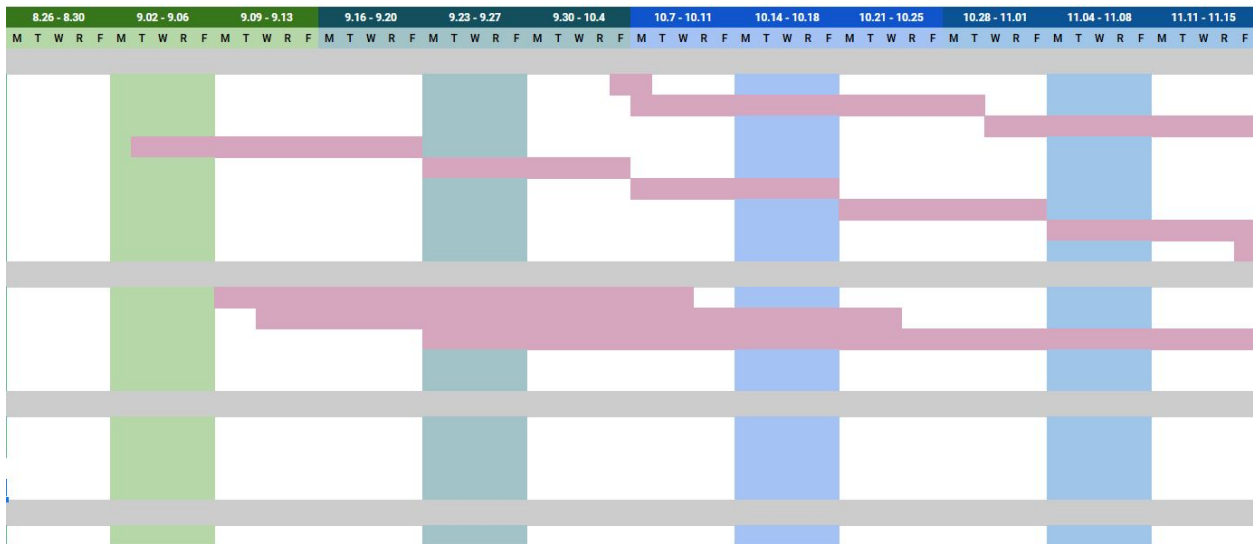 8.26 - 8.30 9.02 - 9.06 9.09 - 9.13 9.16 - 9.20 9.23 - 9.27 9.30 - 10.4 10.7 - 10.11 10.14 - 10.18 10.21 - 10.25 10.28 - 11.01 11.04 - 11.08 11.11 - 11.15
M T W R F M T W R F M T W R F M T W R F M T W R F M T W R F M T W R F M T W R F M T W R F M T W R F M T W R F M T W R F